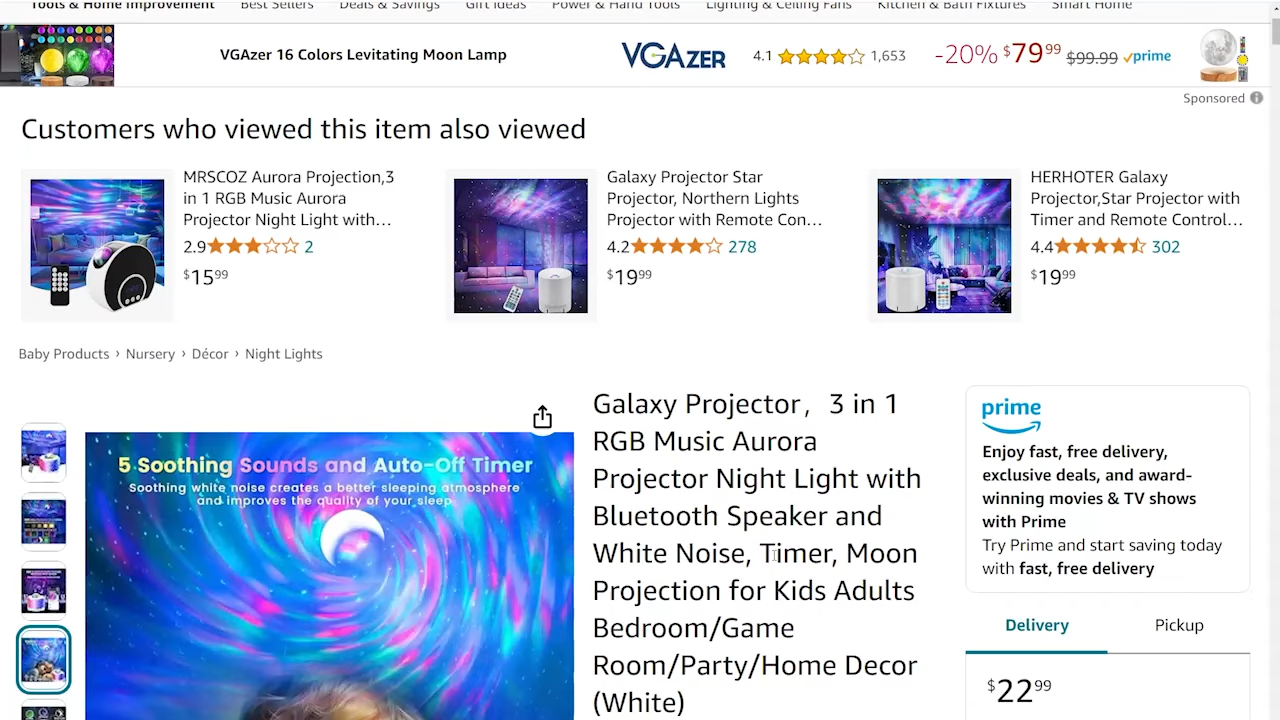 Tools & Home Improvement Best Sellers Deals & Savings Gift Ideas Power & Hand Tools Lighting & Ceiling Fans Kitchen & Bath Fixtures Smart Home
VGAzer 16 Colors Levitating Moon Lamp
VGAZER
4.1 1,653
-20% $79.99 $99.99 prime
Sponsored
Customers who viewed this item also viewed
MRSCOZ Aurora Projection,3
in 1 RGB Music Aurora
Projector Night Light with...
2.9 2
$15.99
Galaxy Projector Star
Projector, Northern Lights
Projector with Remote Con...
4.2 278
$19.99
HERHOTER Galaxy
Projector,Star Projector with
Timer and Remote Control...
4.4 302
$19.99
Baby Products › Nursery › Décor › Night Lights
5 Soothing Sounds and Auto-Off Timer
Soothing white noise creates a better sleeping atmosphere
and improves the quality of your sleep
Galaxy Projector，3 in 1
RGB Music Aurora
Projector Night Light with
Bluetooth Speaker and
White Noise, Timer, Moon
Projection for Kids Adults
Bedroom/Game
Room/Party/Home Decor
(White)
prime
Enjoy fast, free delivery,
exclusive deals, and award-
winning movies & TV shows
with Prime
Try Prime and start saving today
with fast, free delivery
Delivery Pickup
$22.99